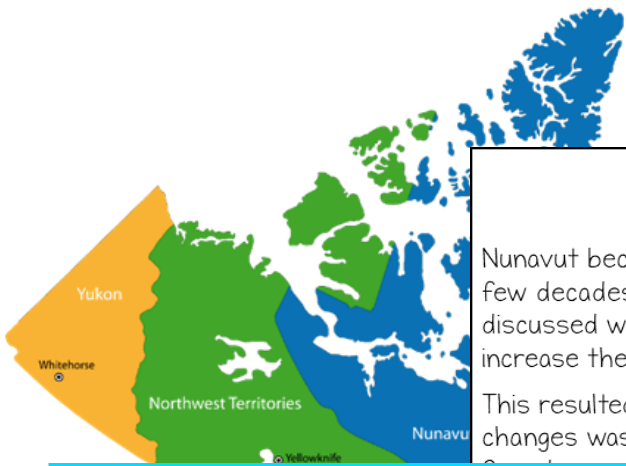 Yukon
Whitehorse
Northwest Territories
Yellowknife
Nunavu
Nunavut bec
few decades
discussed w
increase the
This resulted
changes was